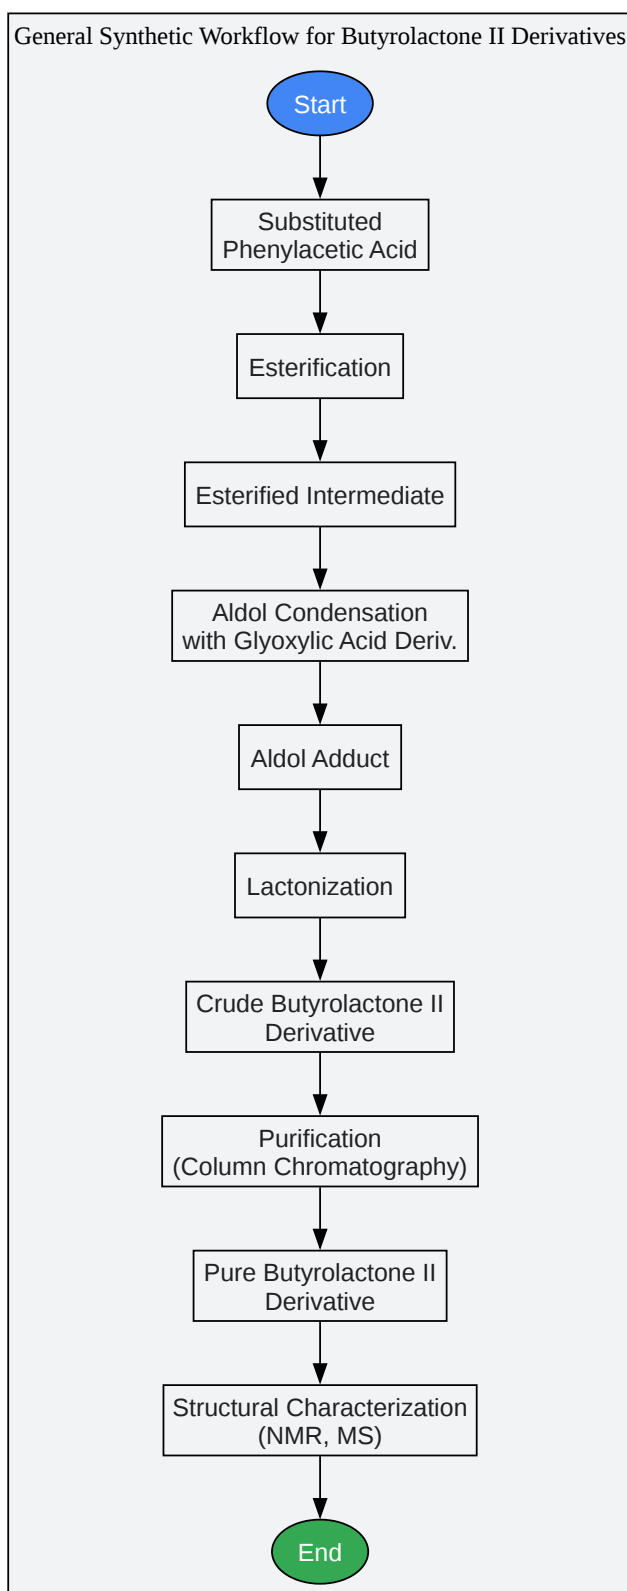 General Synthetic Workflow for Butyrolactone II Derivatives
Start
Substituted
Phenylacetic Acid
Esterification
Esterified Intermediate
Aldol Condensation
with Glyoxylic Acid Deriv.
Aldol Adduct
Lactonization
Crude Butyrolactone II
Derivative
Purification
(Column Chromatography)
Pure Butyrolactone II
Derivative
Structural Characterization
(NMR, MS)
End